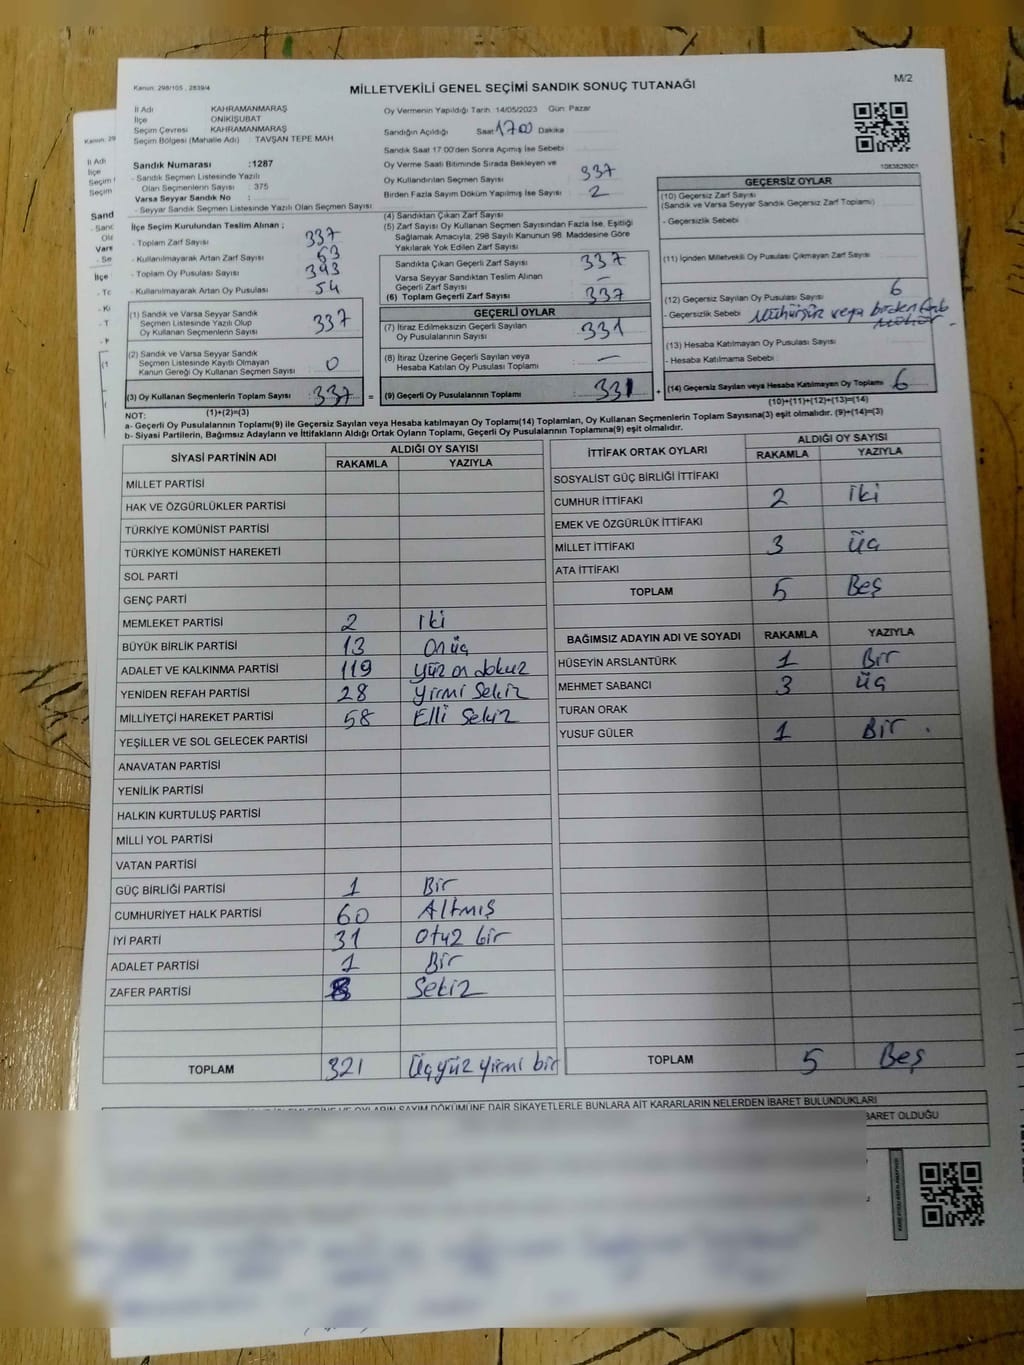 Kanun: 298/105 , 2839/4
MİLLETVEKİLİ GENEL SEÇİMİ SANDIK SONUÇ TUTANAĞI
M/2
İl Adı KAHRAMANMARAŞ
İlçe ONİKİŞUBAT
Seçim Çevresi KAHRAMANMARAŞ
Seçim Bölgesi (Mahalle Adı) : TAVŞAN TEPE MAH
Sandık Numarası :1287
- Sandık Seçmen Listesinde Yazılı
Olan Seçmenlerin Sayısı : 375
Varsa Seyyar Sandık No :
- Seyyar Sandık Seçmen Listesinde Yazılı Olan Seçmen Sayısı
Oy Vermenin Yapıldığı Tarih 14/05/2023 Gün: Pazar
Sandığın Açıldığı Saat 17 00 Dakika
Sandık Saat 17:00'den Sonra Açmış İse Sebebi
Oy Verme Saati Bitiminde Sırada Bekleyen ve
Oy Kullandırılan Seçmen Sayısı 337
Birden Fazla Sayım Döküm Yapılmış İse Sayısı 2
1083828001
İlçe Seçim Kurulundan Teslim Alınan ;
- Toplam Zarf Sayısı 337
- Kullanılmayarak Artan Zarf Sayısı 63
- Toplam Oy Pusulası Sayısı 343
- Kullanılmayarak Artan Oy Pusulası 54
(1) Sandık ve Varsa Seyyar Sandık
Seçmen Listesinde Yazılı Olup
Oy Kullanan Seçmenlerin Sayısı 337
(2) Sandık ve Varsa Seyyar Sandık
Seçmen Listesinde Kayıtlı Olmayan
Kanun Gereği Oy Kullanan Seçmen Sayısı 0
(3) Oy Kullanan Seçmenlerin Toplam Sayısı : 337 =
(1)+(2)=(3)
(4) Sandıktan Çıkan Zarf Sayısı
(5) Zarf Sayısı Oy Kullanan Seçmen Sayısından Fazla İse, Eşitliği
Sağlamak Amacıyla, 298 Sayılı Kanunun 98. Maddesine Göre
Yakılarak Yok Edilen Zarf Sayısı
Sandıkta Çıkan Geçerli Zarf Sayısı 337
Varsa Seyyar Sandıktan Teslim Alınan
Geçerli Zarf Sayısı —
(6) Toplam Geçerli Zarf Sayısı 337
GEÇERLİ OYLAR
(7) İtiraz Edilmeksizin Geçerli Sayılan
Oy Pusulalarının Sayısı 331
(8) İtiraz Üzerine Geçerli Sayılan veya
Hesaba Katılan Oy Pusulası Toplamı —
(9) Geçerli Oy Pusulalarının Toplamı : 331 +
GEÇERSİZ OYLAR
(10) Geçersiz Zarf Sayısı
(Sandık ve Varsa Seyyar Sandık Geçersiz Zarf Toplamı)
- Geçersizlik Sebebi
(11) İçinden Milletvekili Oy Pusulası Çıkmayan Zarf Sayısı
(12) Geçersiz Sayılan Oy Pusulası Sayısı 6
- Geçersizlik Sebebi Mühürsüz veya birden fazla
Mühür -
(13) Hesaba Katılmayan Oy Pusulası Sayısı
- Hesaba Katılmama Sebebi
(14) Geçersiz Sayılan veya Hesaba Katılmayan Oy Toplamı 6
(10)+(11)+(12)+(13)=(14)
NOT:
a- Geçerli Oy Pusulalarının Toplamı(9) ile Geçersiz Sayılan veya Hesaba katılmayan Oy Toplamı(14) Toplamları, Oy Kullanan Seçmenlerin Toplam Sayısına(3) eşit olmalıdır. (9)+(14)=(3)
b- Siyasi Partilerin, Bağımsız Adayların ve İttifakların Aldığı Ortak Oyların Toplamı, Geçerli Oy Pusulalarının Toplamına(9) eşit olmalıdır.
SİYASİ PARTİNİN ADI
ALDIĞI OY SAYISI
RAKAMLA YAZIYLA
MİLLET PARTİSİ
HAK VE ÖZGÜRLÜKLER PARTİSİ
TÜRKİYE KOMÜNİST PARTİSİ
TÜRKİYE KOMÜNİST HAREKETİ
SOL PARTİ
GENÇ PARTİ
MEMLEKET PARTİSİ 2 iki
BÜYÜK BİRLİK PARTİSİ 13 Onüç
ADALET VE KALKINMA PARTİSİ 119 yüz on dokuz
YENİDEN REFAH PARTİSİ 28 yirmi Sekiz
MİLLİYETÇİ HAREKET PARTİSİ 58 Elli Sekiz
YEŞİLLER VE SOL GELECEK PARTİSİ
ANAVATAN PARTİSİ
YENİLİK PARTİSİ
HALKIN KURTULUŞ PARTİSİ
MİLLİ YOL PARTİSİ
VATAN PARTİSİ
GÜÇ BİRLİĞİ PARTİSİ 1 Bir
CUMHURİYET HALK PARTİSİ 60 Altmış
İYİ PARTİ 31 Otuz bir
ADALET PARTİSİ 1 Bir
ZAFER PARTİSİ 8 Sekiz
TOPLAM 321 Üçyüz yirmi bir
İTTİFAK ORTAK OYLARI
ALDIĞI OY SAYISI
RAKAMLA YAZIYLA
SOSYALİST GÜÇ BİRLİĞİ İTTİFAKI
CUMHUR İTTİFAKI 2 iki
EMEK VE ÖZGÜRLÜK İTTİFAKI
MİLLET İTTİFAKI 3 üç
ATA İTTİFAKI
TOPLAM 5 Beş
BAĞIMSIZ ADAYIN ADI VE SOYADI RAKAMLA YAZIYLA
HÜSEYİN ARSLANTÜRK 1 Bir
MEHMET SABANCI 3 üç
TURAN ORAK
YUSUF GÜLER 1 Bir .
TOPLAM 5 Beş
DAİR ŞİKAYETLERLE BUNLARA AİT KARARLARIN NELERDEN İBARET BULUNDUKLARI
BARET OLDUĞU